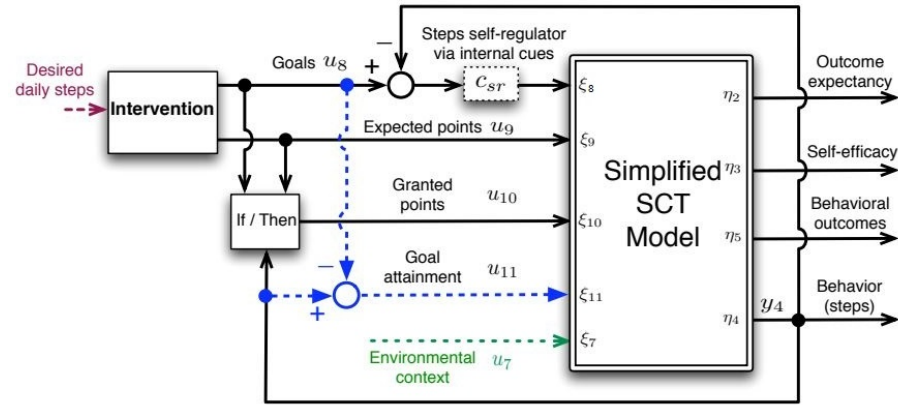 Desired
daily steps
Intervention
Goals u₈
+
−
Steps self-regulator
via internal cues
c_sr
Expected points u₉
Granted
points
u₁₀
If / Then
−
+
Goal
attainment
u₁₁
Environmental
context
u₇
ξ₈
ξ₉
ξ₁₀
ξ₁₁
ξ₇
Simplified
SCT
Model
η₂
η₃
η₅
η₄
y₄
Outcome
expectancy
Self-efficacy
Behavioral
outcomes
Behavior
(steps)